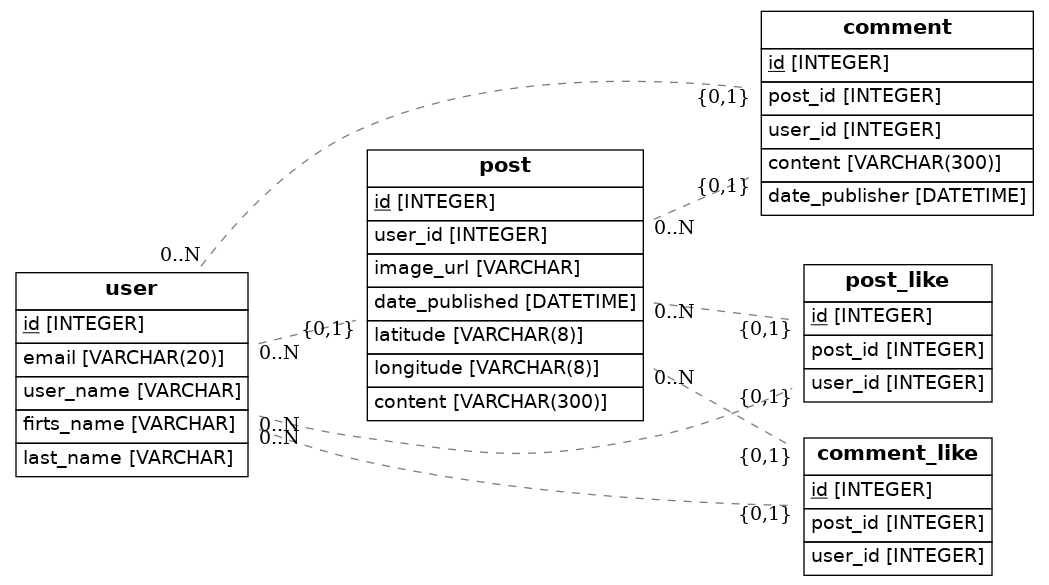 comment
id [INTEGER]
post_id [INTEGER]
user_id [INTEGER]
content [VARCHAR(300)]
date_publisher [DATETIME]
{0,1}
{0,1}
post
id [INTEGER]
user_id [INTEGER]
image_url [VARCHAR]
date_published [DATETIME]
latitude [VARCHAR(8)]
longitude [VARCHAR(8)]
content [VARCHAR(300)]
0..N
0..N
0..N
0..N
user
id [INTEGER]
email [VARCHAR(20)]
user_name [VARCHAR]
firts_name [VARCHAR]
last_name [VARCHAR]
0..N
{0,1}
0..N
0..N
post_like
id [INTEGER]
post_id [INTEGER]
user_id [INTEGER]
{0,1}
{0,1}
comment_like
id [INTEGER]
post_id [INTEGER]
user_id [INTEGER]
{0,1}
{0,1}